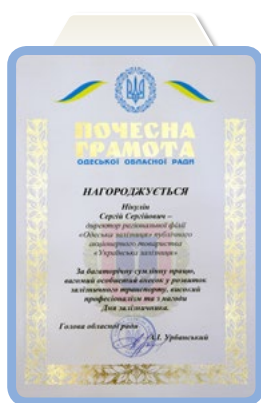 ПОЧЕСНА
ГРАМОТА
ОДЕСЬКОЇ ОБЛАСНОЇ РАДИ
НАГОРОДЖУЄТЬСЯ
Нікулін
Сергій Сергійович –
директор регіональної філії
«Одеська залізниця» публічного
акціонерного товариства
«Українська залізниця»
За багаторічну сумлінну працю,
вагомий особистий внесок у розвиток
залізничного транспорту, високий
професіоналізм та з нагоди
Дня залізничника.
Голова обласної ради
Урбанський